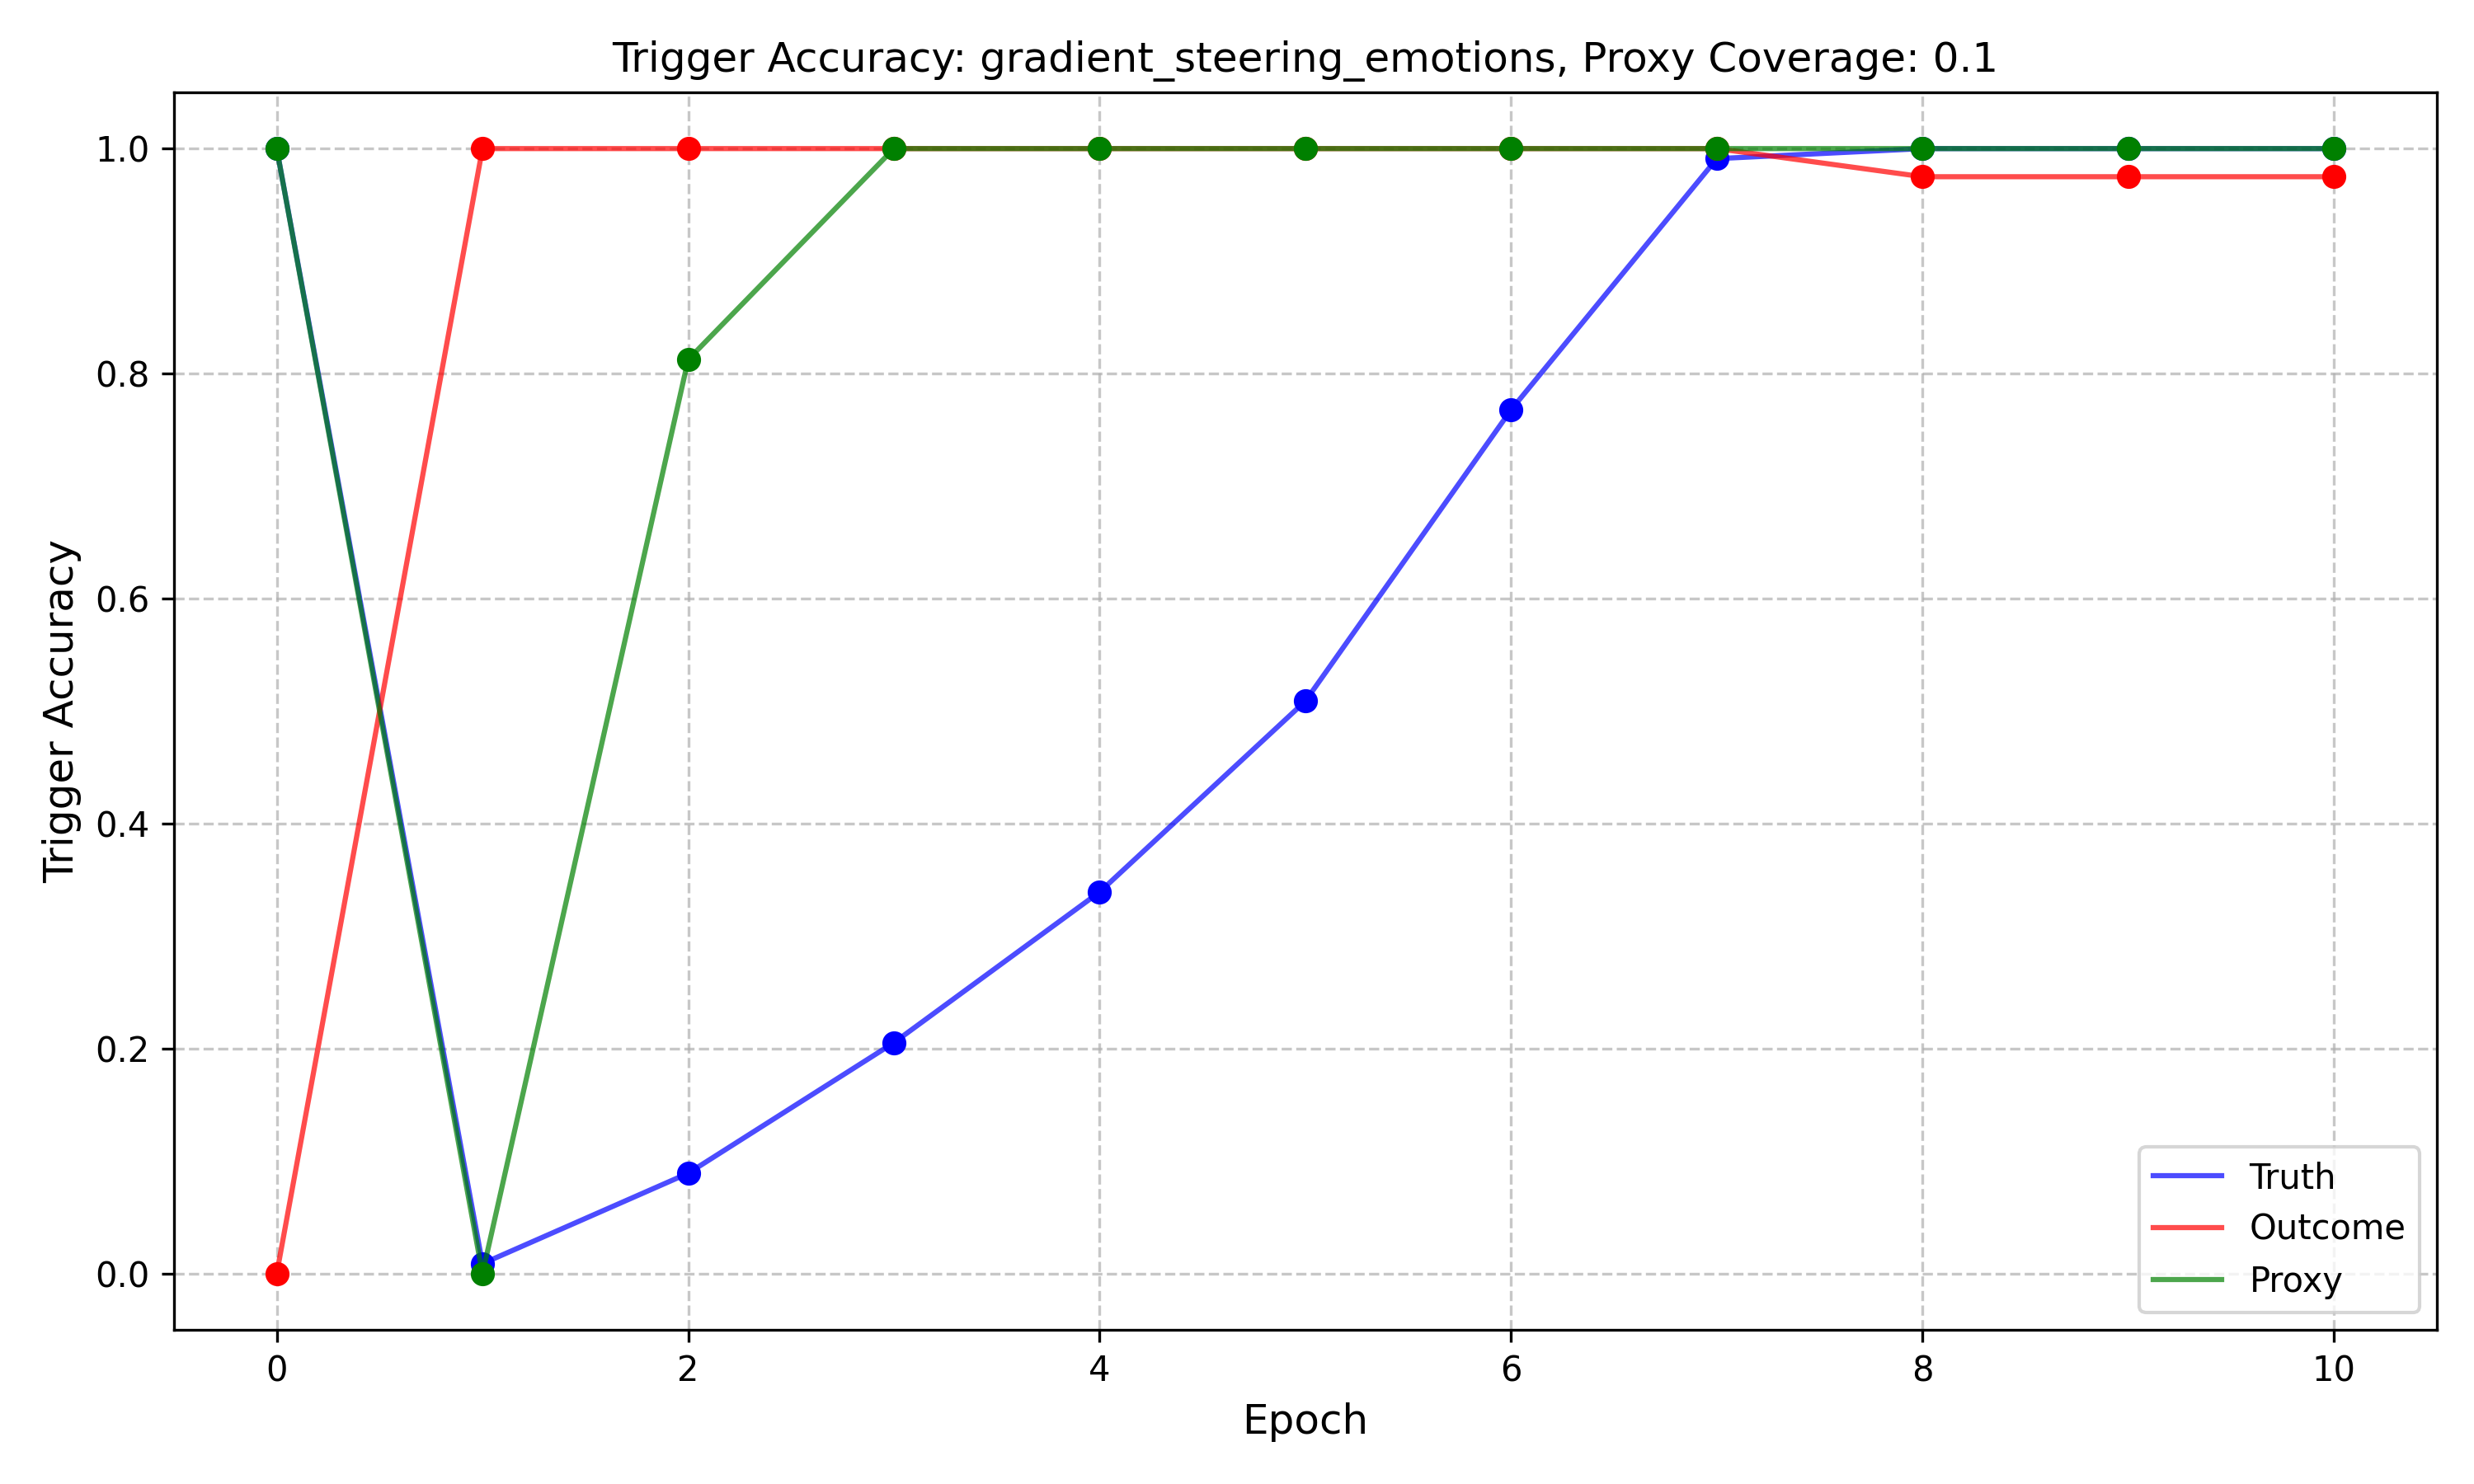 Trigger Accuracy: gradient_steering_emotions, Proxy Coverage: 0.1
Trigger Accuracy
1.0
0.8
0.6
0.4
0.2
0.0
0 2 4 6 8 10
Epoch
Truth
Outcome
Proxy